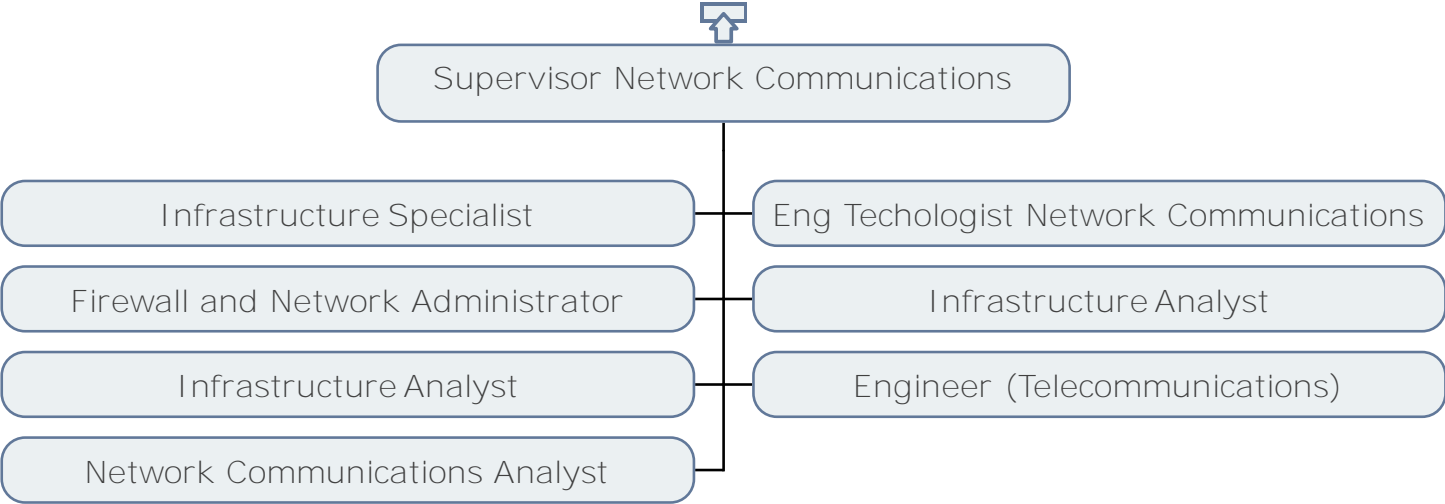 Supervisor Network Communications
Infrastructure Specialist
Eng Techologist Network Communications
Firewall and Network Administrator
Infrastructure Analyst
Infrastructure Analyst
Engineer (Telecommunications)
Network Communications Analyst